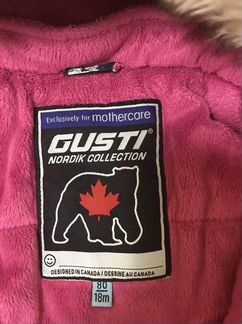 Exclusively for mothercare
GUSTI®
NORDIK COLLECTION
DESIGNED IN CANADA / DESSINÉ AU CANADA
80
18m